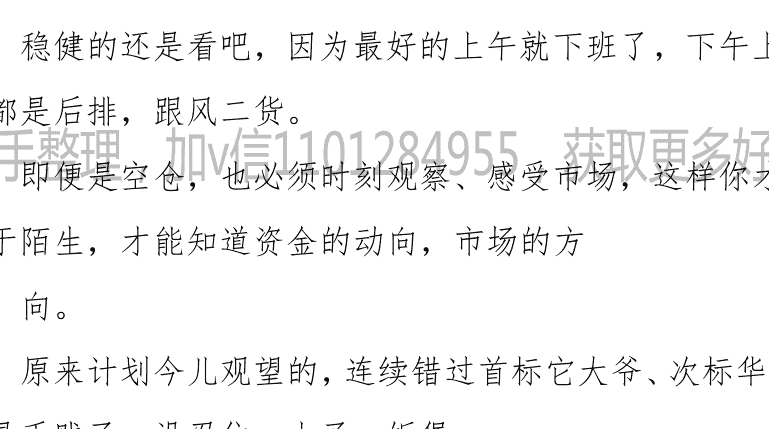 稳健的还是看吧，因为最好的上午就下班了，下午上
都是后排，跟风二货。
手整理，加v信1101284955，获取更多好
即便是空仓，也必须时刻观察、感受市场，这样你才
于陌生，才能知道资金的动向，市场的方
向。
原来计划今儿观望的，连续错过首标它大爷、次标华